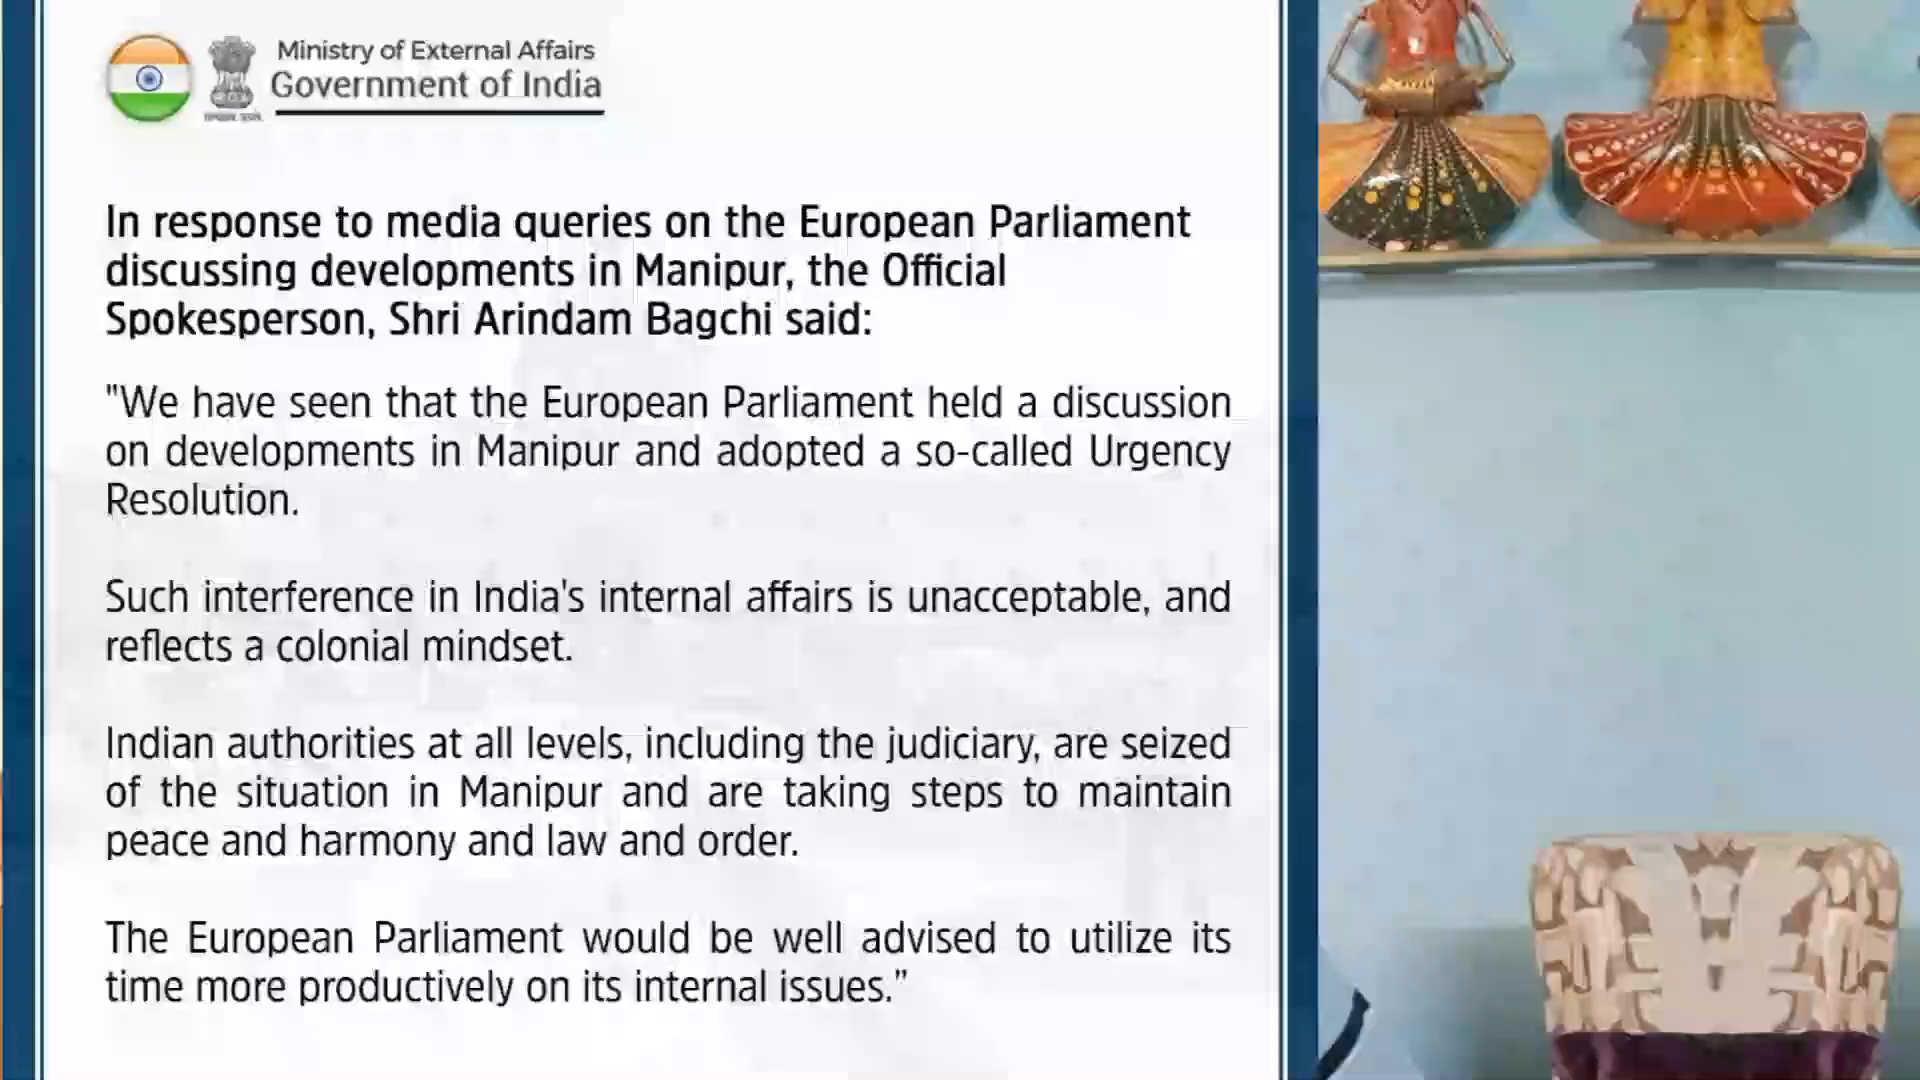 Ministry of External Affairs
Government of India
In response to media queries on the European Parliament
discussing developments in Manipur, the Official
Spokesperson, Shri Arindam Bagchi said:
"We have seen that the European Parliament held a discussion
on developments in Manipur and adopted a so-called Urgency
Resolution.
Such interference in India's internal affairs is unacceptable, and
reflects a colonial mindset.
Indian authorities at all levels, including the judiciary, are seized
of the situation in Manipur and are taking steps to maintain
peace and harmony and law and order.
The European Parliament would be well advised to utilize its
time more productively on its internal issues.”